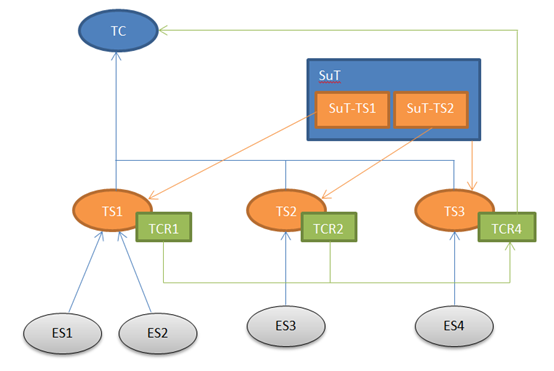 TC
SuT
SuT-TS1
SuT-TS2
TS1
TCR1
TS2
TCR2
TS3
TCR4
ES1
ES2
ES3
ES4